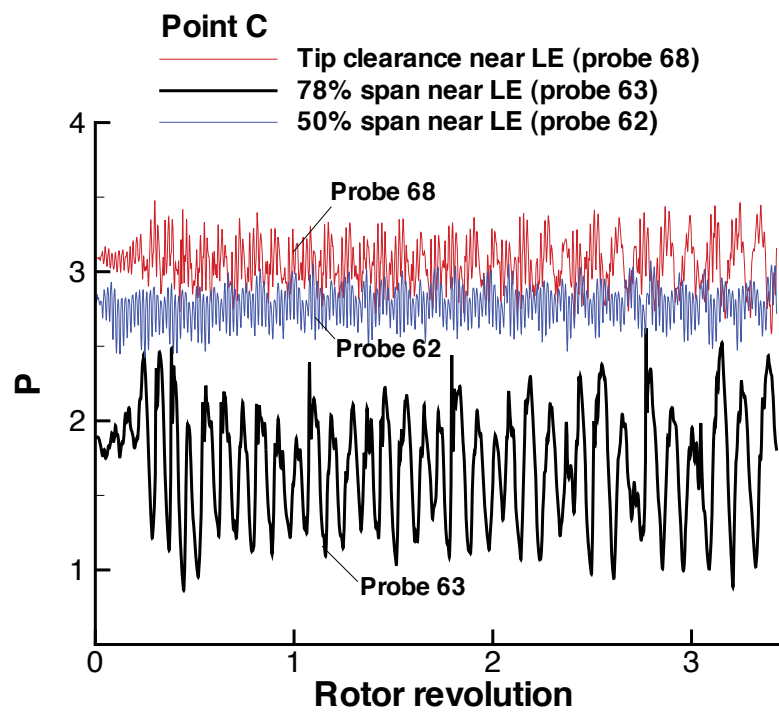 Point C
Tip clearance near LE (probe 68)
78% span near LE (probe 63)
50% span near LE (probe 62)
4
Probe 68
3
Probe 62
P
2
1
Probe 63
0 1 2 3
Rotor revolution